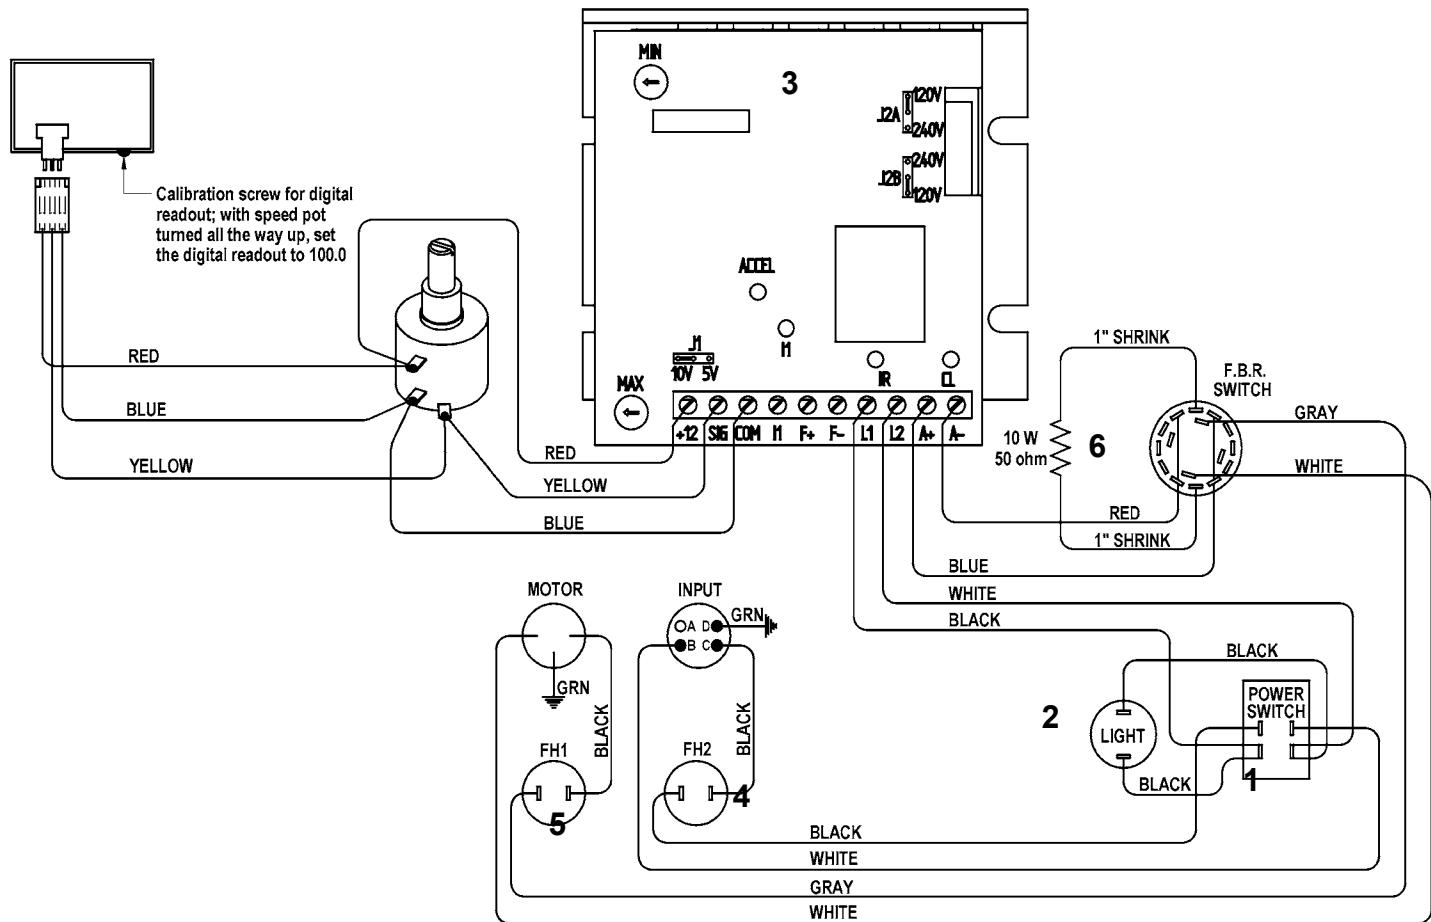 MIN
3
120V
J2A
240V
240V
J2B
120V
Calibration screw for digital
readout; with speed pot
turned all the way up, set
the digital readout to 100.0
ACCEL
I1
J1
10V 5V
IR
CL
MAX
+12 SIG COM I1 F+ F- L1 L2 A+ A-
RED
BLUE
YELLOW
RED
YELLOW
BLUE
1" SHRINK
F.B.R.
SWITCH
GRAY
10 W
50 ohm
6
WHITE
RED
1" SHRINK
BLUE
WHITE
BLACK
MOTOR
INPUT
A D
B C
GRN
GRN
BLACK
BLACK
BLACK
2
LIGHT
POWER
SWITCH
1
BLACK
FH1
5
FH2
4
BLACK
WHITE
GRAY
WHITE